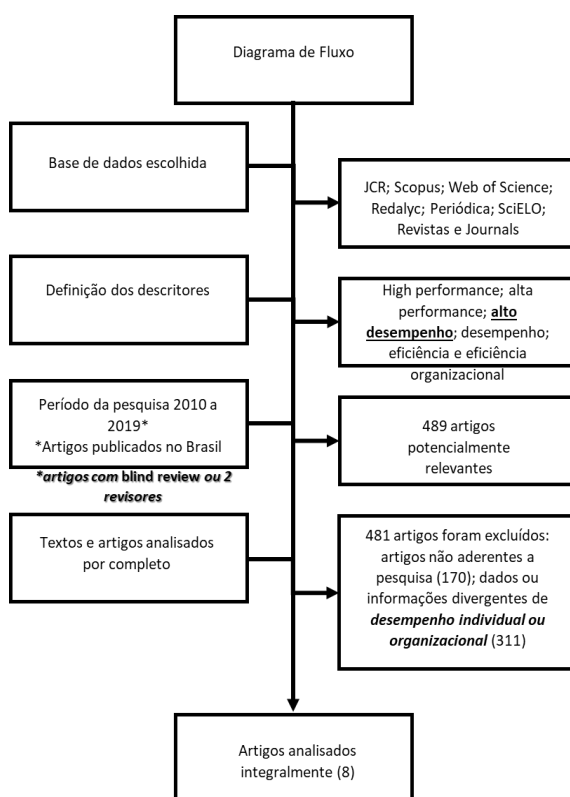 Diagrama de Fluxo
Base de dados escolhida
JCR; Scopus; Web of Science;
Redalyc; Periódica; SciELO;
Revistas e Journals
Definição dos descritores
High performance; alta
performance; alto
desempenho; desempenho;
eficiência e eficiência
organizacional
Período da pesquisa 2010 a
2019*
*Artigos publicados no Brasil
*artigos com blind review ou 2
revisores
489 artigos
potencialmente
relevantes
Textos e artigos analisados
por completo
481 artigos foram excluídos:
artigos não aderentes a
pesquisa (170); dados ou
informações divergentes de
desempenho individual ou
organizacional (311)
Artigos analisados
integralmente (8)